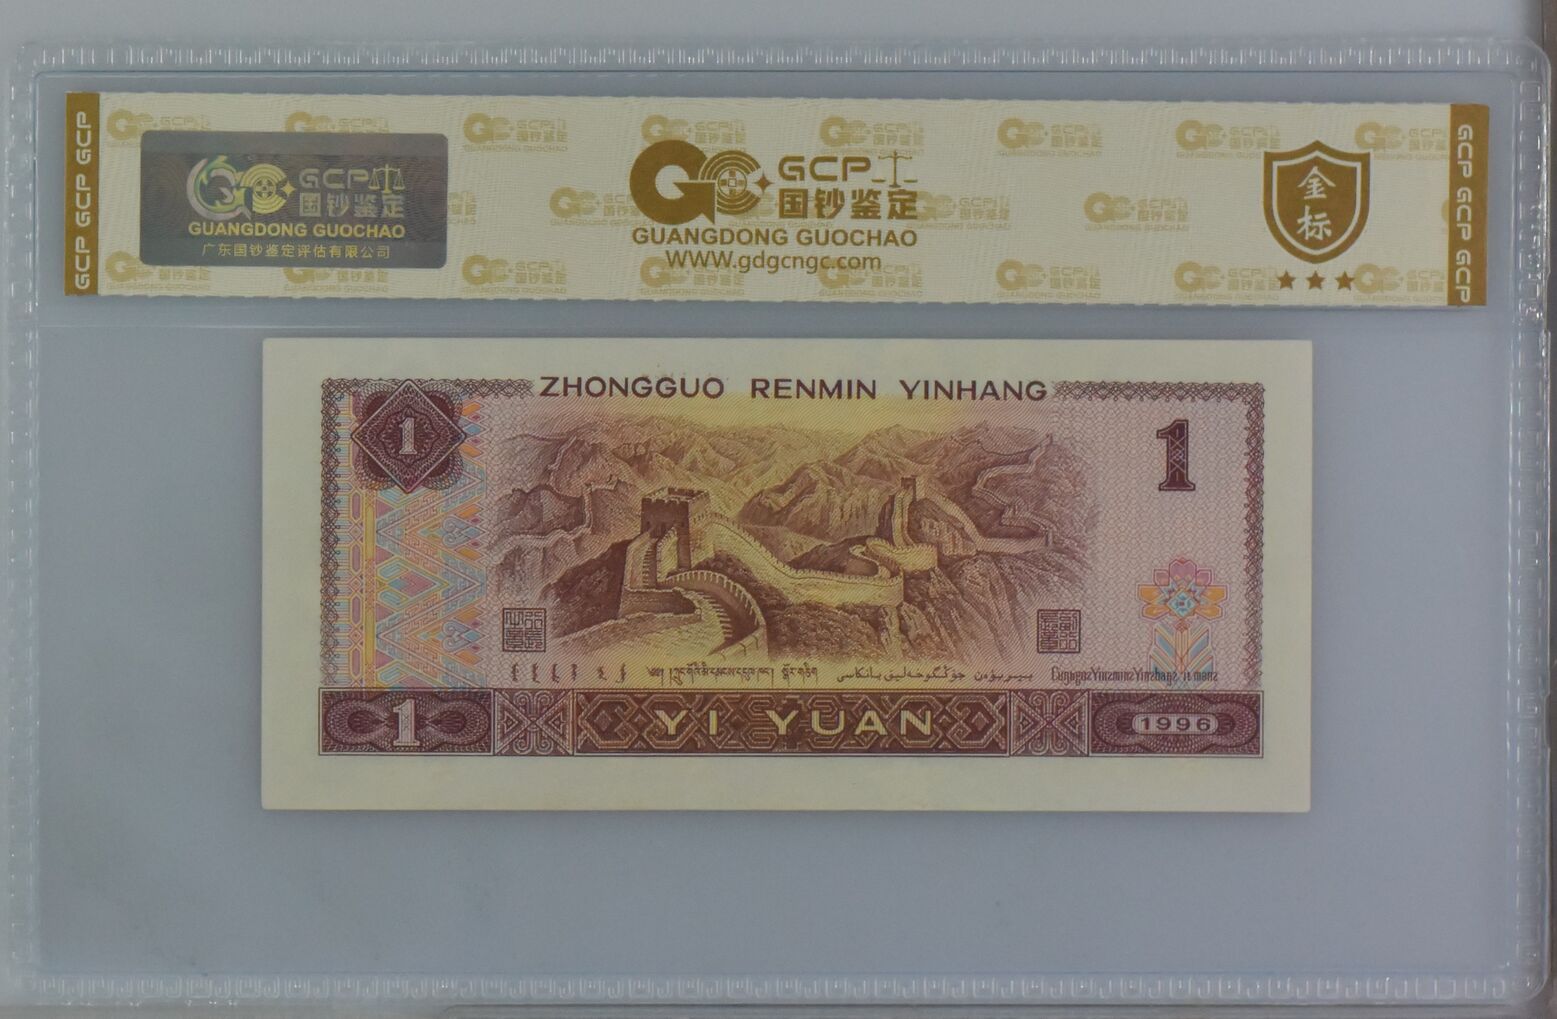 GCP GCP GCP
GCP 国钞鉴定
GUANGDONG GUOCHAO
广东国钞鉴定评估有限公司
GCP 国钞鉴定
GUANGDONG GUOCHAO
WWW.gdgcngc.com
金标
GCP GCP GCP
ZHONGGUO RENMIN YINHANG
1
1
1
YI YUAN
1996